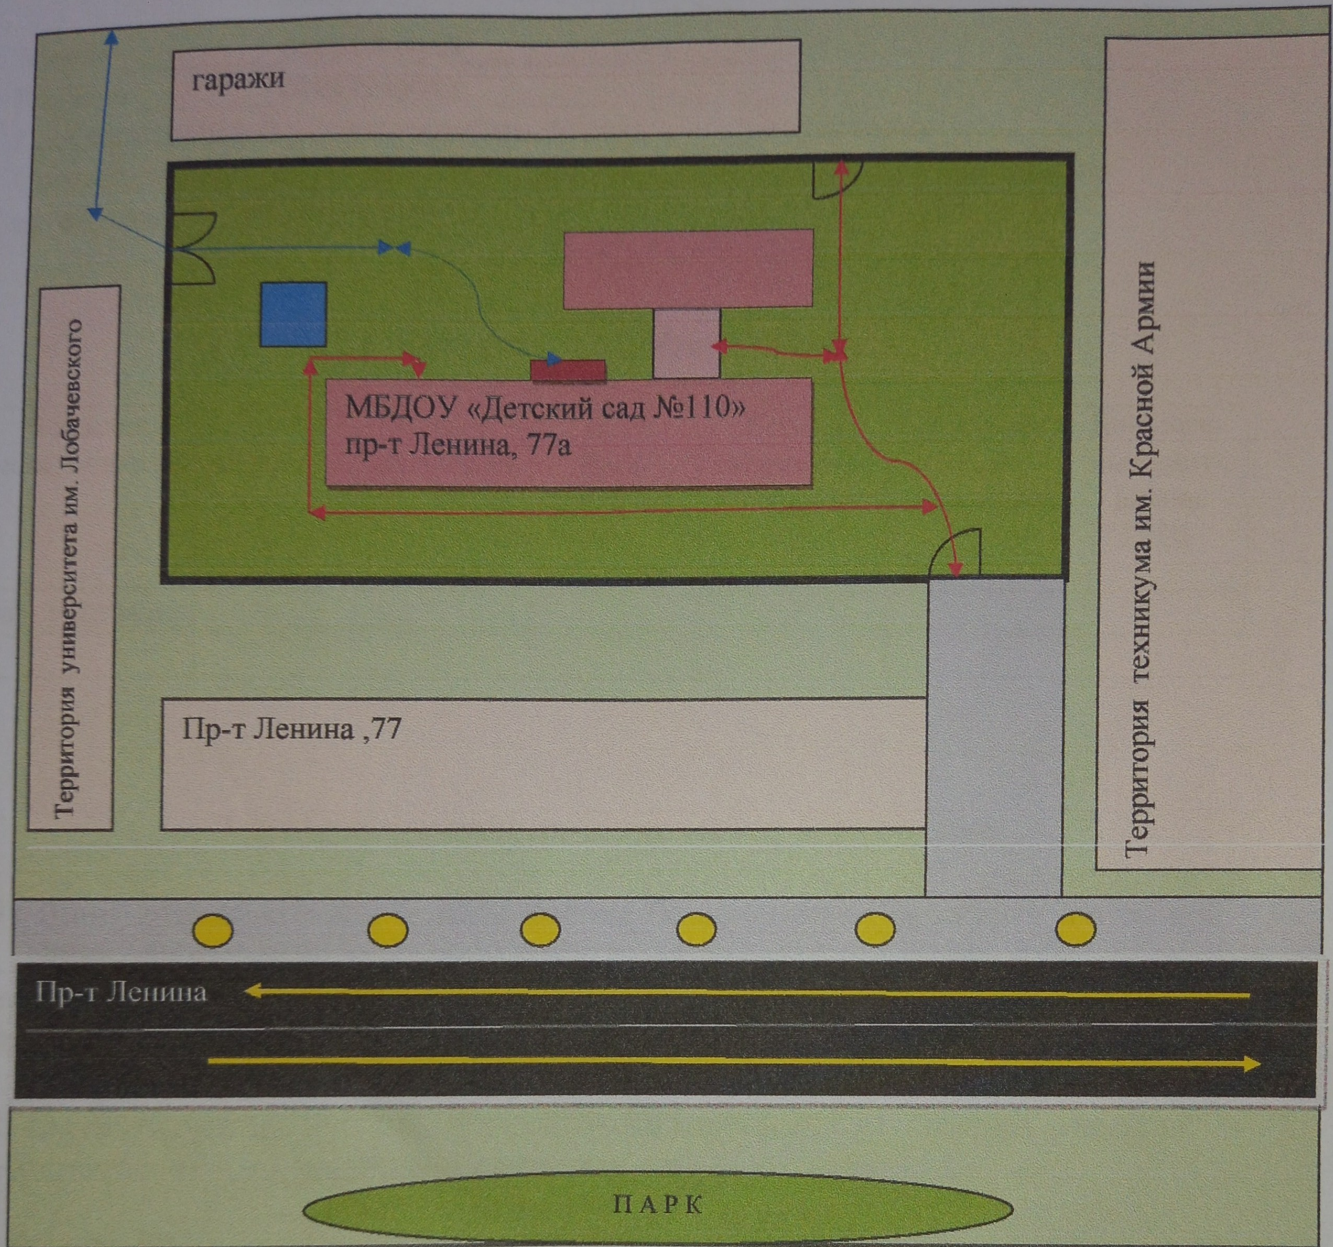 гаражи
Территория университета им. Лобачевского
МБДОУ «Детский сад №110»
пр-т Ленина, 77а
Территория техникума им. Красной Армии
Пр-т Ленина ,77
Пр-т Ленина
ПАРК